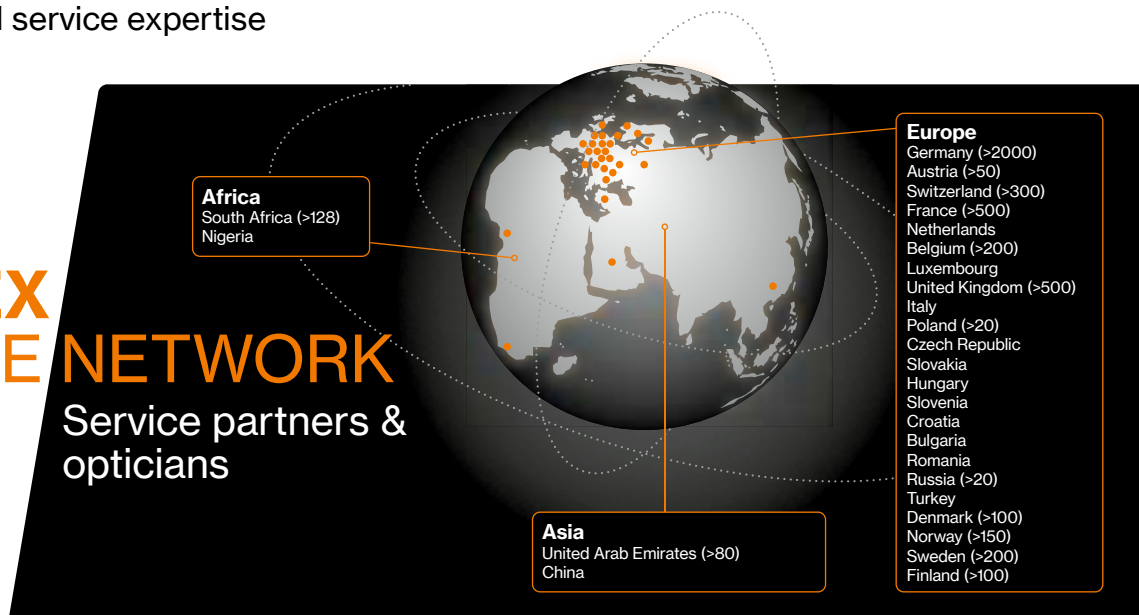 service expertise
NETWORK
Service partners &
opticians
Africa
South Africa (>128)
Nigeria
Asia
United Arab Emirates (>80)
China
Europe
Germany (>2000)
Austria (>50)
Switzerland (>300)
France (>500)
Netherlands
Belgium (>200)
Luxembourg
United Kingdom (>500)
Italy
Poland (>20)
Czech Republic
Slovakia
Hungary
Slovenia
Croatia
Bulgaria
Romania
Russia (>20)
Turkey
Denmark (>100)
Norway (>150)
Sweden (>200)
Finland (>100)